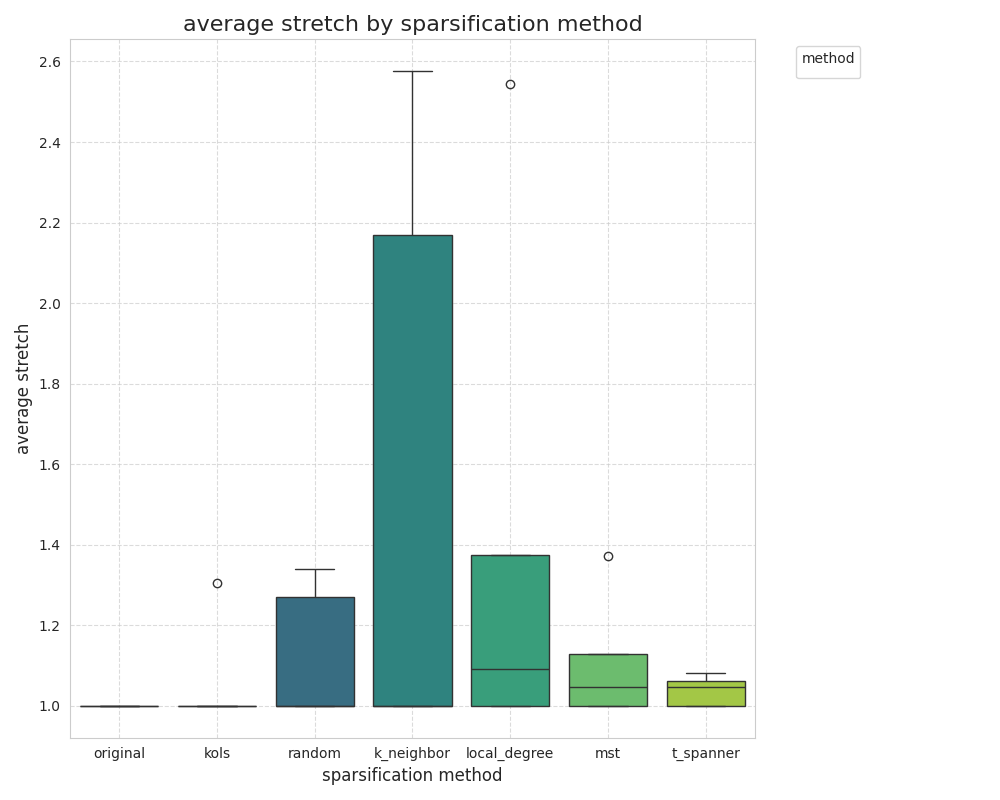 average stretch by sparsification method
method
2.6
2.4
2.2
2.0
1.8
1.6
1.4
1.2
1.0
average stretch
original kols random k_neighbor local_degree mst t_spanner
sparsification method